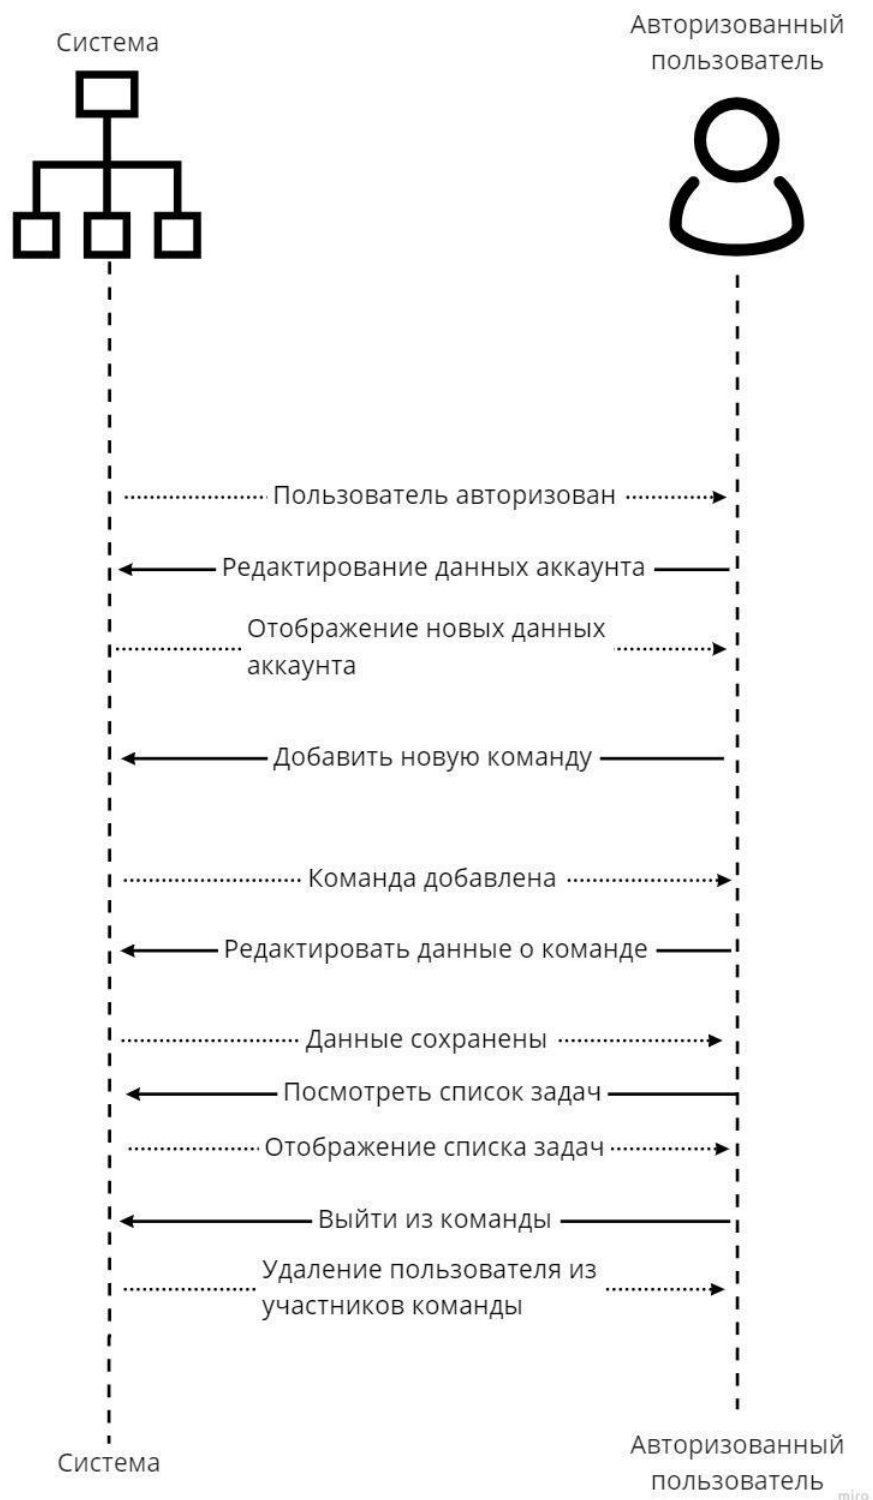 Система
Авторизованный
пользователь
Пользователь авторизован
Редактирование данных аккаунта
Отображение новых данных
аккаунта
Добавить новую команду
Команда добавлена
Редактировать данные о команде
Данные сохранены
Посмотреть список задач
Отображение списка задач
Выйти из команды
Удаление пользователя из
участников команды
Система
Авторизованный
пользователь
miro